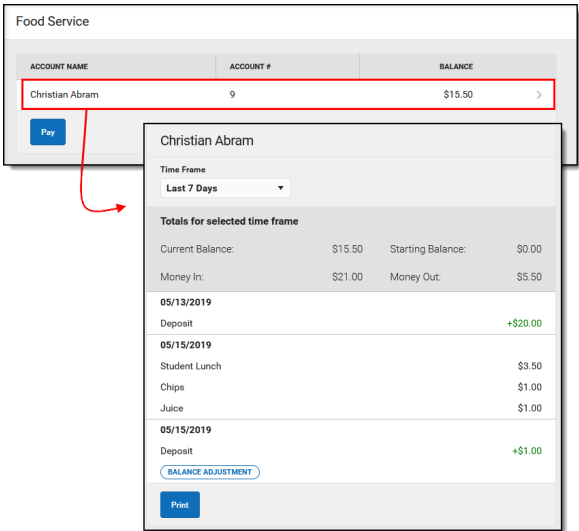 Food Service
ACCOUNT NAME ACCOUNT # BALANCE
Christian Abram 9 $15.50
Pay
Christian Abram
Time Frame
Last 7 Days
Totals for selected time frame
Current Balance: $15.50 Starting Balance: $0.00
Money In: $21.00 Money Out: $5.50
05/13/2019
Deposit +$20.00
05/15/2019
Student Lunch $3.50
Chips $1.00
Juice $1.00
05/15/2019
Deposit +$1.00
BALANCE ADJUSTMENT
Print